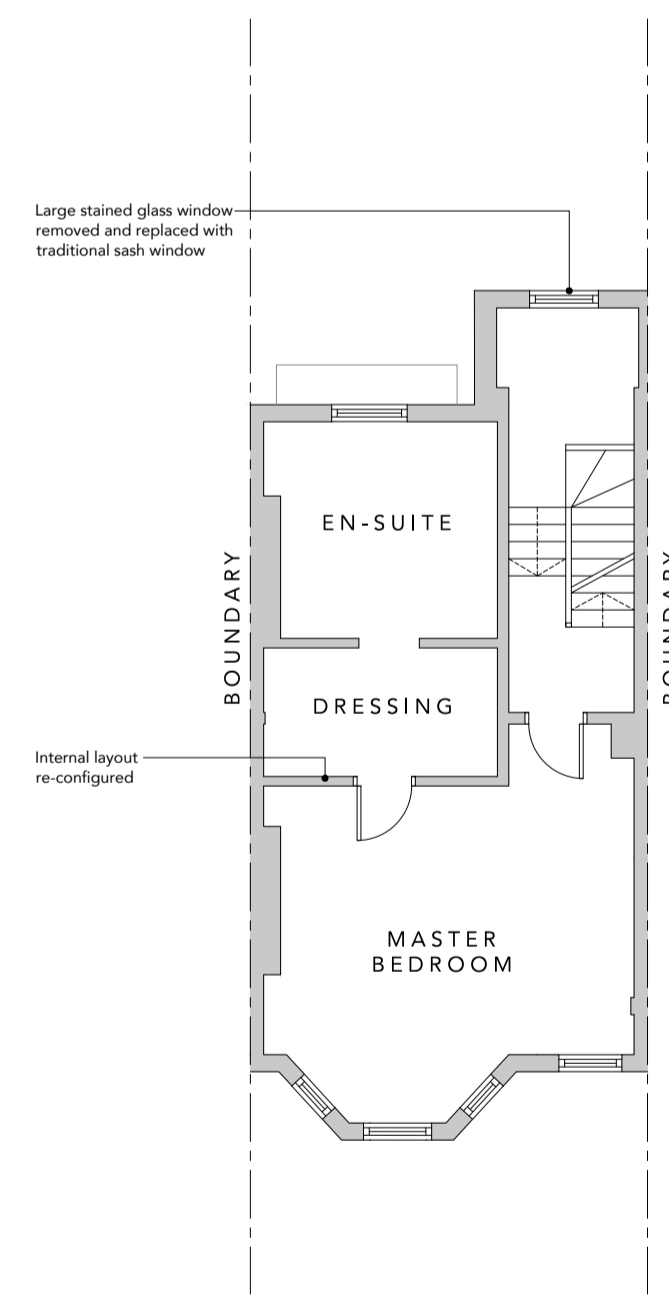 Large stained glass window
removed and replaced with
traditional sash window
EN-SUITE
BOUNDARY
BOUNDARY
DRESSING
Internal layout
re-configured
MASTER
BEDROOM